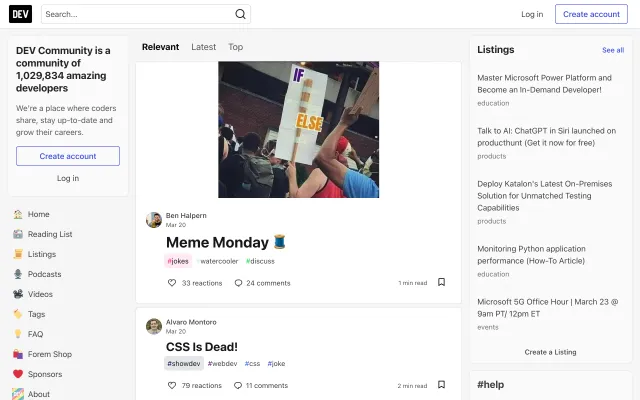 DEV
Search...
Log in
Create account
DEV Community is a
community of
1,029,834 amazing
developers
We're a place where coders
share, stay up-to-date and
grow their careers.
Create account
Log in
Home
Reading List
Listings
Podcasts
Videos
Tags
FAQ
Forem Shop
Sponsors
About
Relevant
Latest
Top
IF
ELSE
Ben Halpern
Mar 20
Meme Monday
#jokes #watercooler #discuss
33 reactions
24 comments
1 min read
Alvaro Montoro
Mar 20
CSS Is Dead!
#showdev #webdev #css #joke
79 reactions
11 comments
2 min read
Listings
See all
Master Microsoft Power Platform and
Become an In-Demand Developer!
education
Talk to AI: ChatGPT in Siri launched on
producthunt (Get it now for free)
products
Deploy Katalon's Latest On-Premises
Solution for Unmatched Testing
Capabilities
products
Monitoring Python application
performance (How-To Article)
education
Microsoft 5G Office Hour | March 23 @
9am PT/ 12pm ET
events
Create a Listing
#help